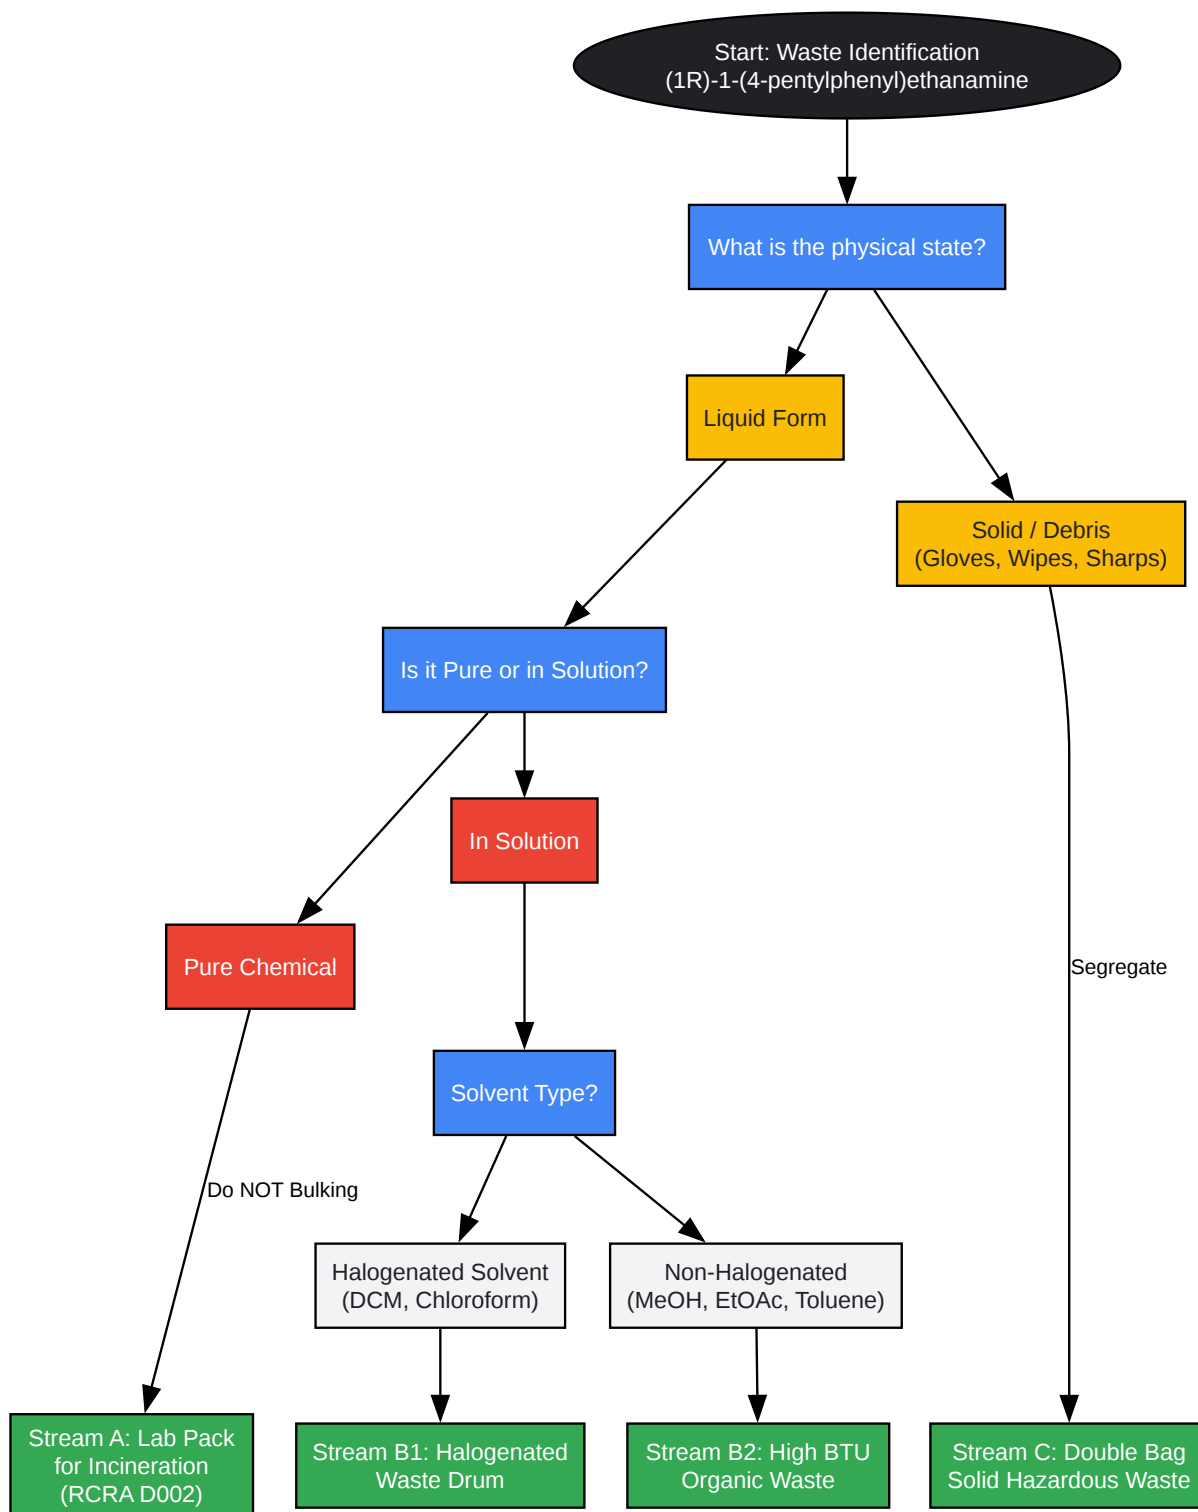 Start: Waste Identification
(1R)-1-(4-pentylphenyl)ethanamine
What is the physical state?
Liquid Form
Solid / Debris
(Gloves, Wipes, Sharps)
Is it Pure or in Solution?
In Solution
Pure Chemical
Segregate
Solvent Type?
Do NOT Bulking
Halogenated Solvent
(DCM, Chloroform)
Non-Halogenated
(MeOH, EtOAc, Toluene)
Stream A: Lab Pack
for Incineration
(RCRA D002)
Stream B1: Halogenated
Waste Drum
Stream B2: High BTU
Organic Waste
Stream C: Double Bag
Solid Hazardous Waste